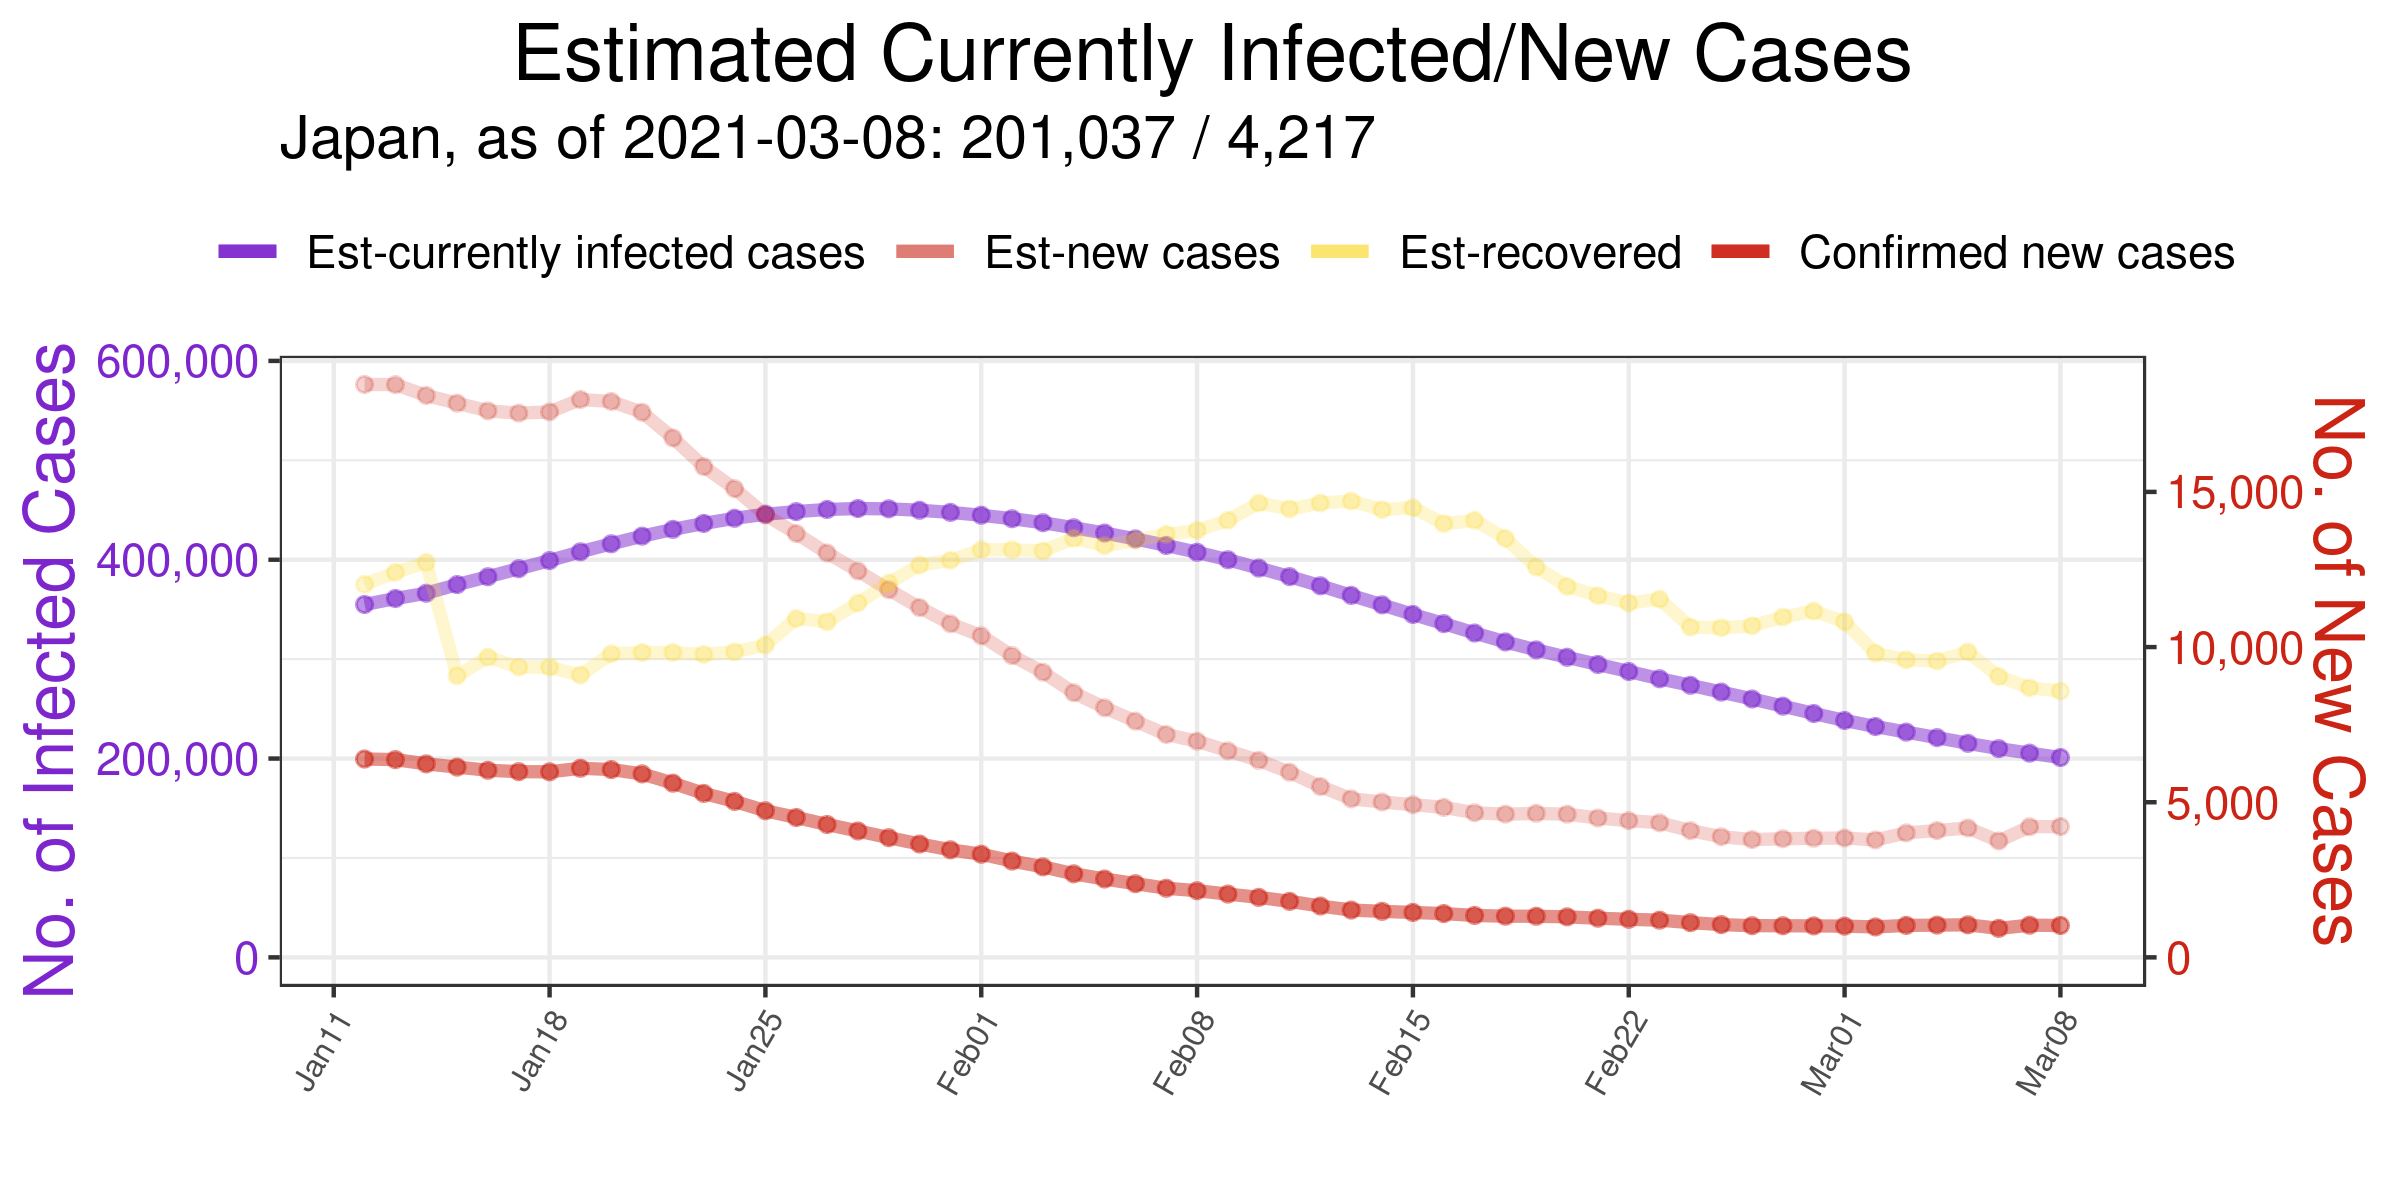 Estimated Currently Infected/New Cases
Japan, as of 2021-03-08: 201,037 / 4,217
Est-currently infected cases Est-new cases Est-recovered Confirmed new cases
No. of Infected Cases
600,000
400,000
200,000
0
15,000
10,000
5,000
0
No. of New Cases
Jan11 Jan18 Jan25 Feb01 Feb08 Feb15 Feb22 Mar01 Mar08